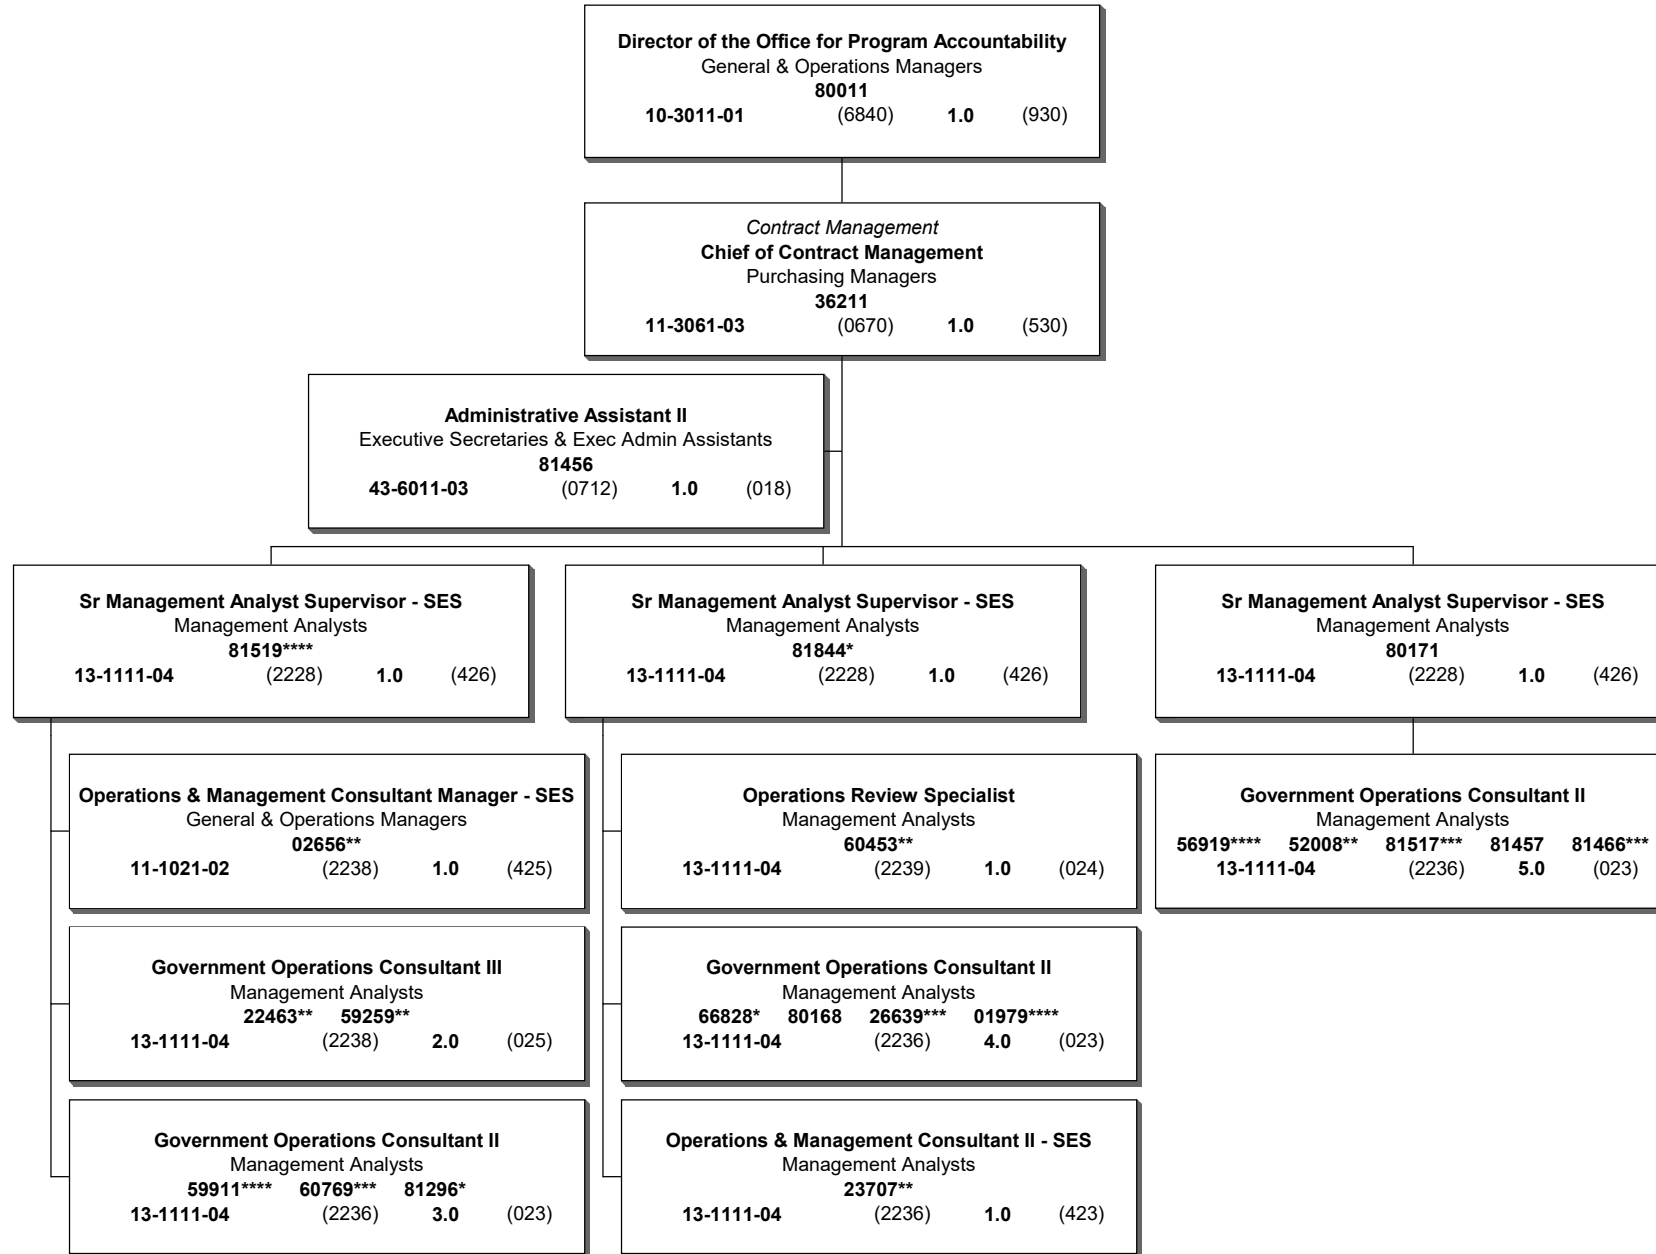 Director of the Office for Program Accountability
General & Operations Managers
80011
10-3011-01 (6840) 1.0 (930)
Contract Management
Chief of Contract Management
Purchasing Managers
36211
11-3061-03 (0670) 1.0 (530)
Administrative Assistant II
Executive Secretaries & Exec Admin Assistants
81456
43-6011-03 (0712) 1.0 (018)
Sr Management Analyst Supervisor - SES
Management Analysts
81519****
13-1111-04 (2228) 1.0 (426)
Operations & Management Consultant Manager - SES
General & Operations Managers
02656**
11-1021-02 (2238) 1.0 (425)
Government Operations Consultant III
Management Analysts
22463** 59259**
13-1111-04 (2238) 2.0 (025)
Government Operations Consultant II
Management Analysts
59911**** 60769*** 81296*
13-1111-04 (2236) 3.0 (023)
Sr Management Analyst Supervisor - SES
Management Analysts
81844*
13-1111-04 (2228) 1.0 (426)
Operations Review Specialist
Management Analysts
60453**
13-1111-04 (2239) 1.0 (024)
Government Operations Consultant II
Management Analysts
66828* 80168 26639*** 01979****
13-1111-04 (2236) 4.0 (023)
Operations & Management Consultant II - SES
Management Analysts
23707**
13-1111-04 (2236) 1.0 (423)
Sr Management Analyst Supervisor - SES
Management Analysts
80171
13-1111-04 (2228) 1.0 (426)
Government Operations Consultant II
Management Analysts
56919**** 52008** 81517*** 81457 81466***
13-1111-04 (2236) 5.0 (023)